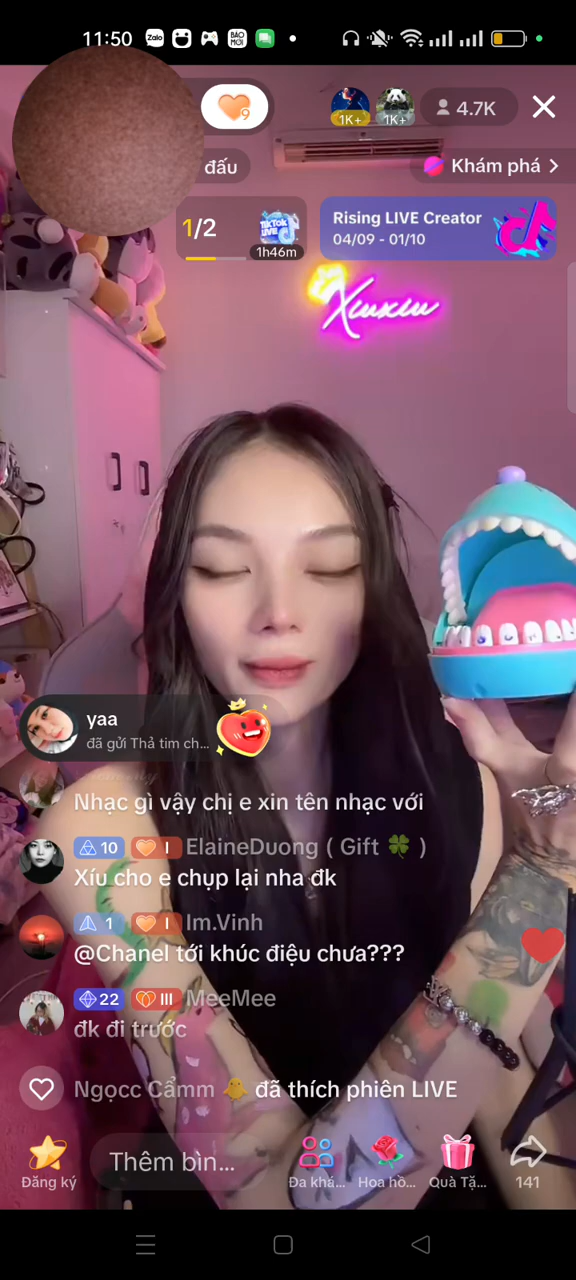 11:50
Zalo
BÁO MỚI
9
1K+
1K+
4.7K
đấu
Khám phá
1/2
TikTok LIVE
1h46m
Rising LIVE Creator
04/09 - 01/10
Xiuxiu
yaa
đã gửi Thả tim ch...
Nhạc gì vậy chị e xin tên nhạc với
10 I ElaineDuong ( Gift 🍀 )
Xíu cho e chụp lại nha đk
1 I Im.Vinh
@Chanel tới khúc điệu chưa???
22 III MeeMee
đk đi trước
Ngọcc Cẩmm 🐥 đã thích phiên LIVE
Đăng ký
Thêm bìn...
Đa khá...
Hoa hồ...
Quà Tặ...
141